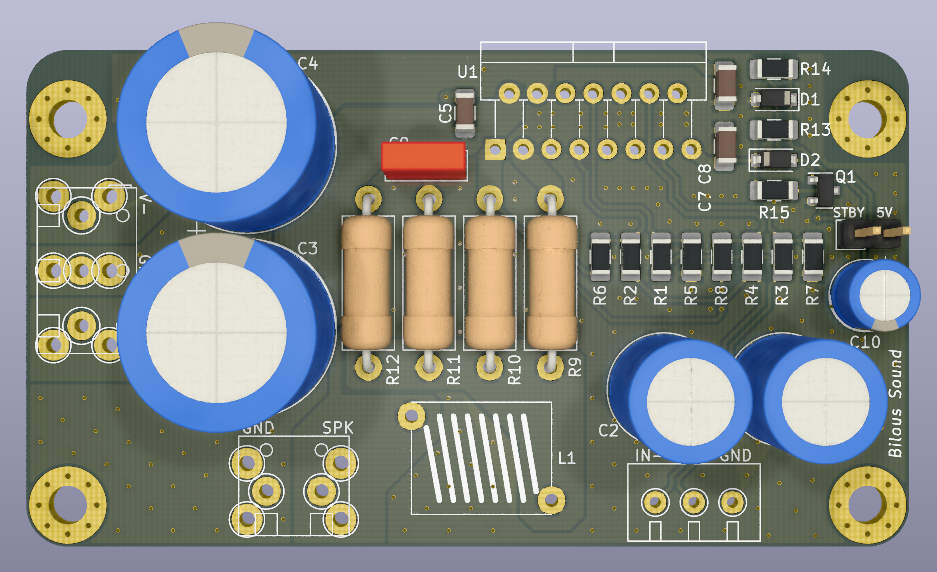 C4
U1
R14
C5
D1
R13
D2
C8
C7
Q1
R15
V-
STBY 5V
C3
R6
R1
R5
R8
R4
R3
R7
C10
R12
R11
R10
R9
Bilous Sound
GND
SPK
C2
L1
IN-
GND